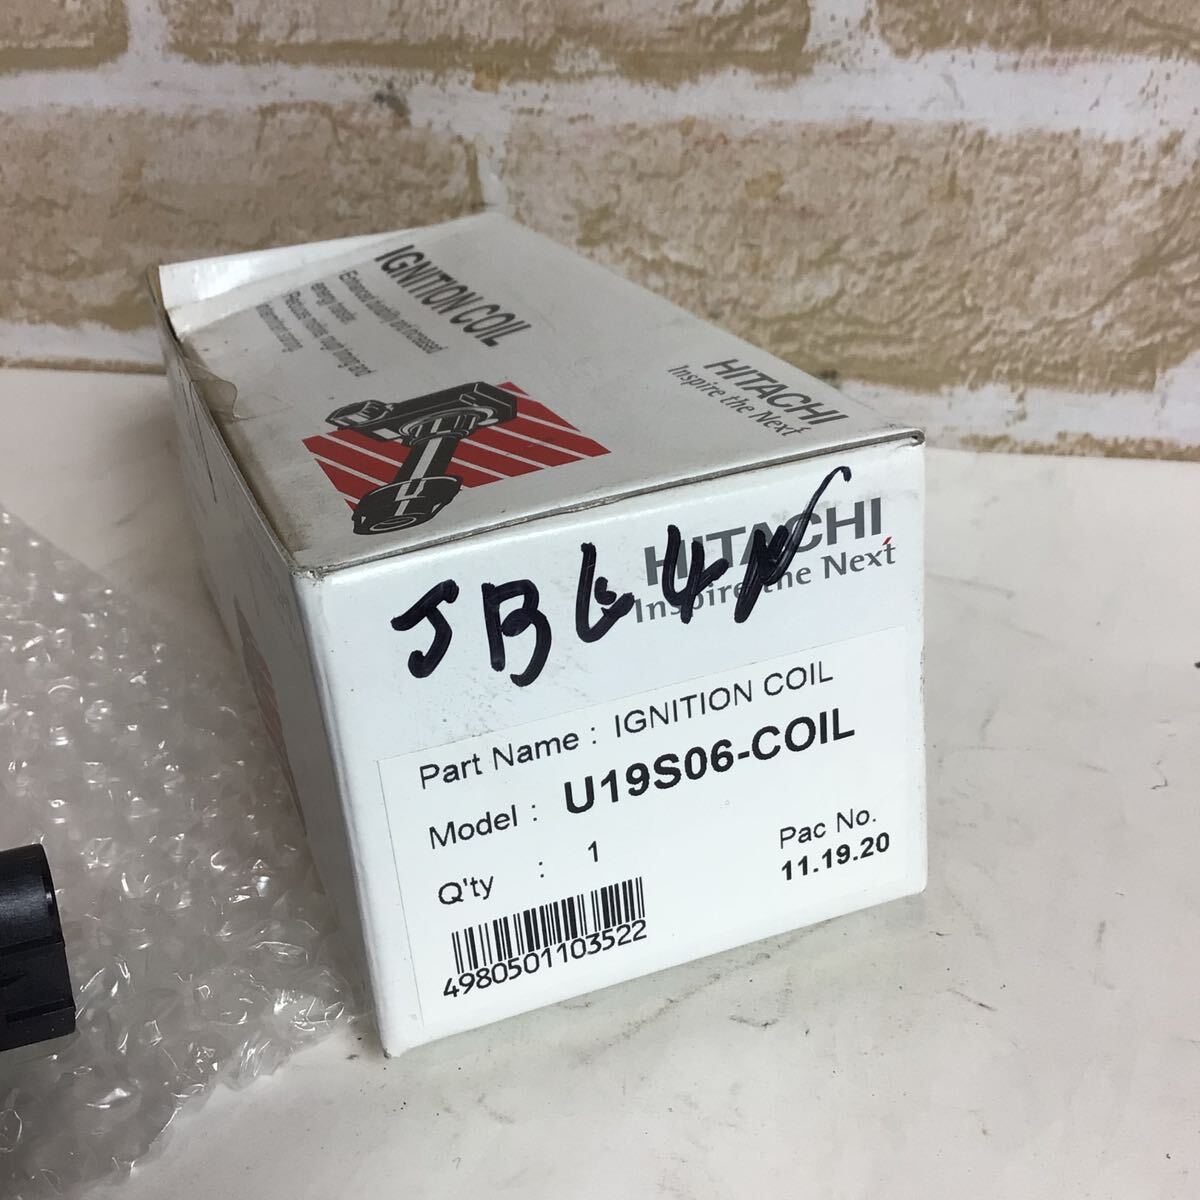 IGNITION COIL
HITACHI
Inspire the Next
HITACHI
Inspire the Next
Part Name : IGNITION COIL
Model : U19S06-COIL
Q'ty : 1
Pac No.
11.19.20
4980501103522